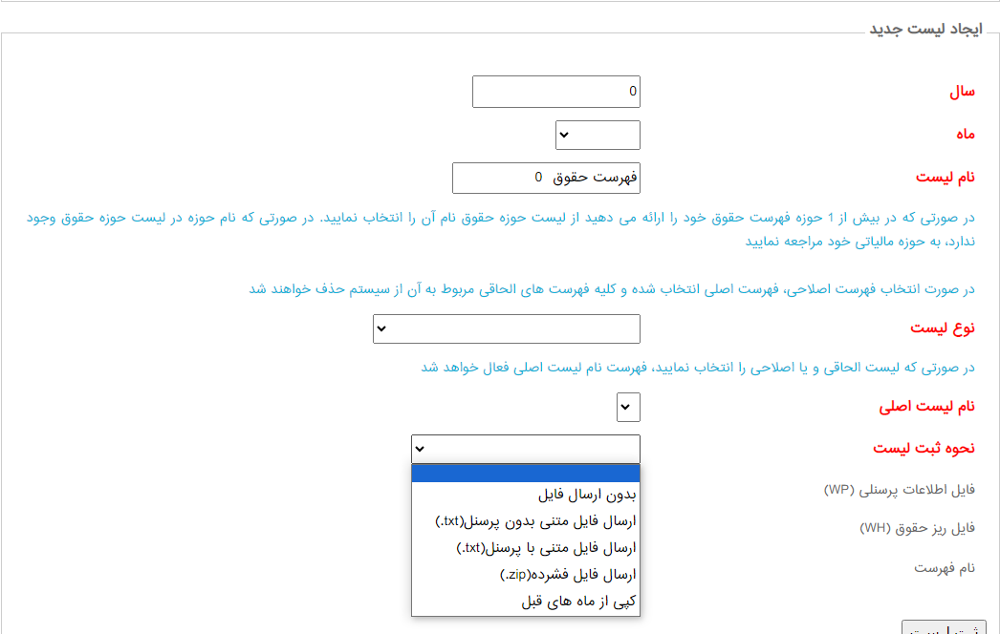 ایجاد لیست جدید
سال
0
ماه
نام لیست
فهرست حقوق 0
در صورتی که در بیش از 1 حوزه فهرست حقوق خود را ارائه می دهید از لیست حوزه حقوق نام آن را انتخاب نمایید. در صورتی که نام حوزه در لیست حوزه حقوق وجود
ندارد، به حوزه مالیاتی خود مراجعه نمایید
در صورت انتخاب فهرست اصلاحی، فهرست اصلی انتخاب شده و کلیه فهرست های الحاقی مربوط به آن از سیستم حذف خواهند شد
نوع لیست
در صورتی که لیست الحاقی و یا اصلاحی را انتخاب نمایید، فهرست نام لیست اصلی فعال خواهد شد
نام لیست اصلی
نحوه ثبت لیست
بدون ارسال فایل
ارسال فایل متنی بدون پرسنل(txt.)
ارسال فایل متنی با پرسنل(txt.)
ارسال فایل فشرده(zip.)
کپی از ماه های قبل
فایل اطلاعات پرسنلی (WP)
فایل ریز حقوق (WH)
نام فهرست
ثبت لیست